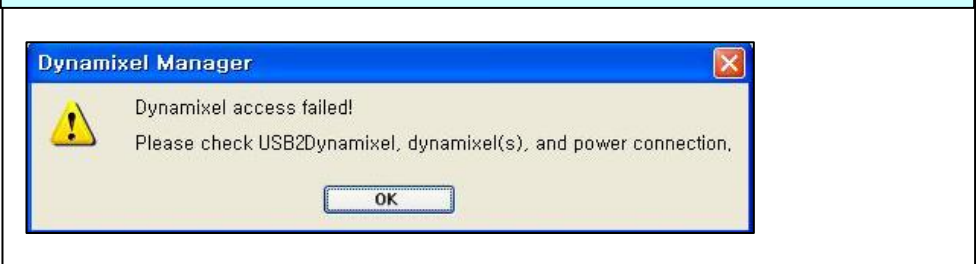 Dynamixel Manager
Dynamixel access failed!
Please check USB2Dynamixel, dynamixel(s), and power connection,
OK